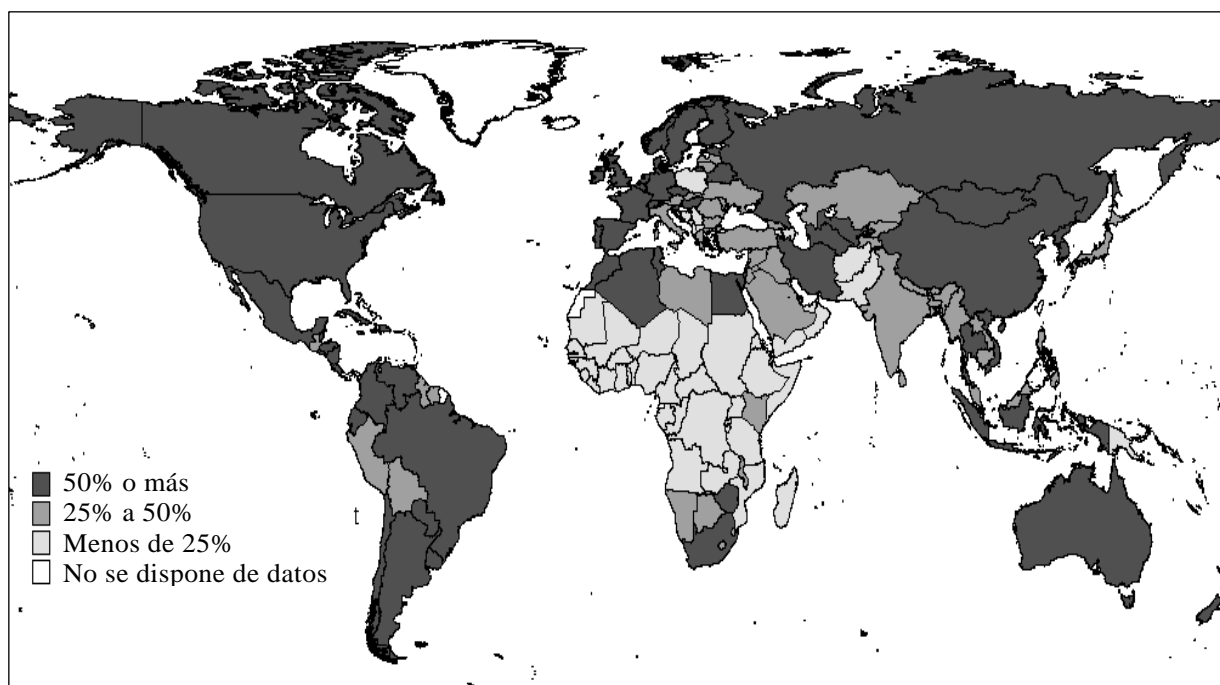 50% o más
25% a 50%
Menos de 25%
No se dispone de datos